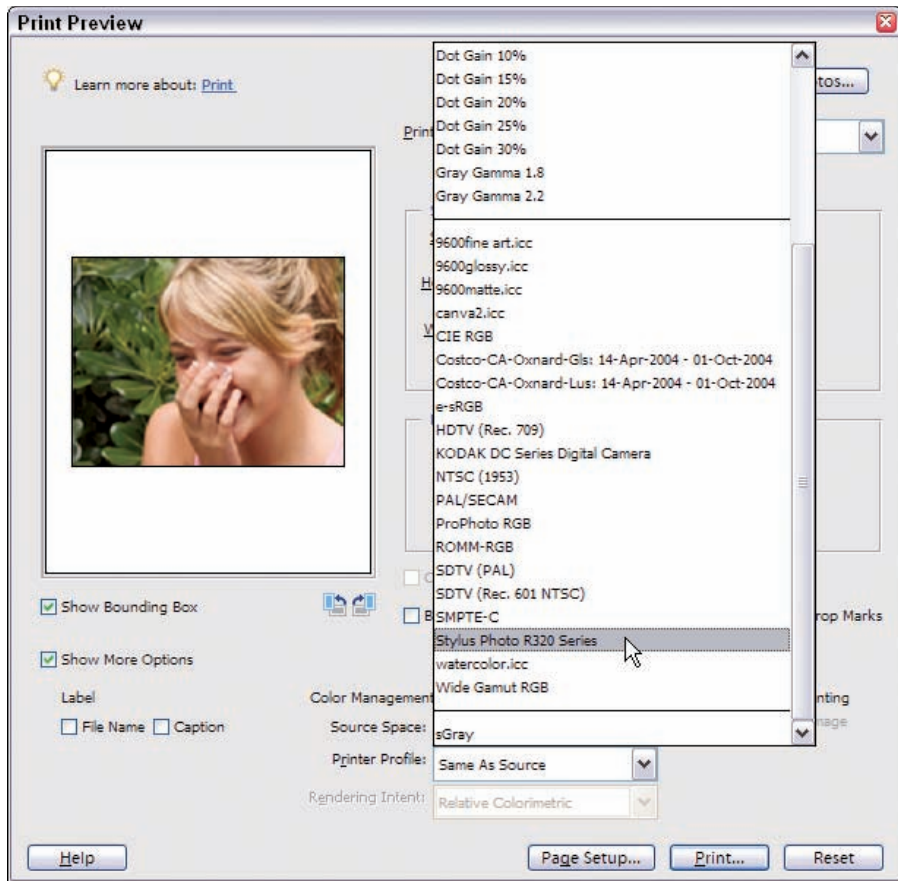 Print Preview
Learn more about: Print
tos...
Print
Dot Gain 10%
Dot Gain 15%
Dot Gain 20%
Dot Gain 25%
Dot Gain 30%
Gray Gamma 1.8
Gray Gamma 2.2
9600fine art.icc
9600glossy.icc
9600matte.icc
canva2.icc
CIE RGB
Costco-CA-Oxnard-Gls: 14-Apr-2004 - 01-Oct-2004
Costco-CA-Oxnard-Lus: 14-Apr-2004 - 01-Oct-2004
e-sRGB
HDTV (Rec. 709)
KODAK DC Series Digital Camera
NTSC (1953)
PAL/SECAM
ProPhoto RGB
ROMM-RGB
SDTV (PAL)
SDTV (Rec. 601 NTSC)
SMPTE-C
Stylus Photo R320 Series
watercolor.icc
Wide Gamut RGB
sGray
Show Bounding Box
B
rop Marks
Show More Options
Label
Color Management
nting
File Name
Caption
Source Space:
mage
Printer Profile: Same As Source
Rendering Intent: Relative Colorimetric
Help
Page Setup...
Print...
Reset